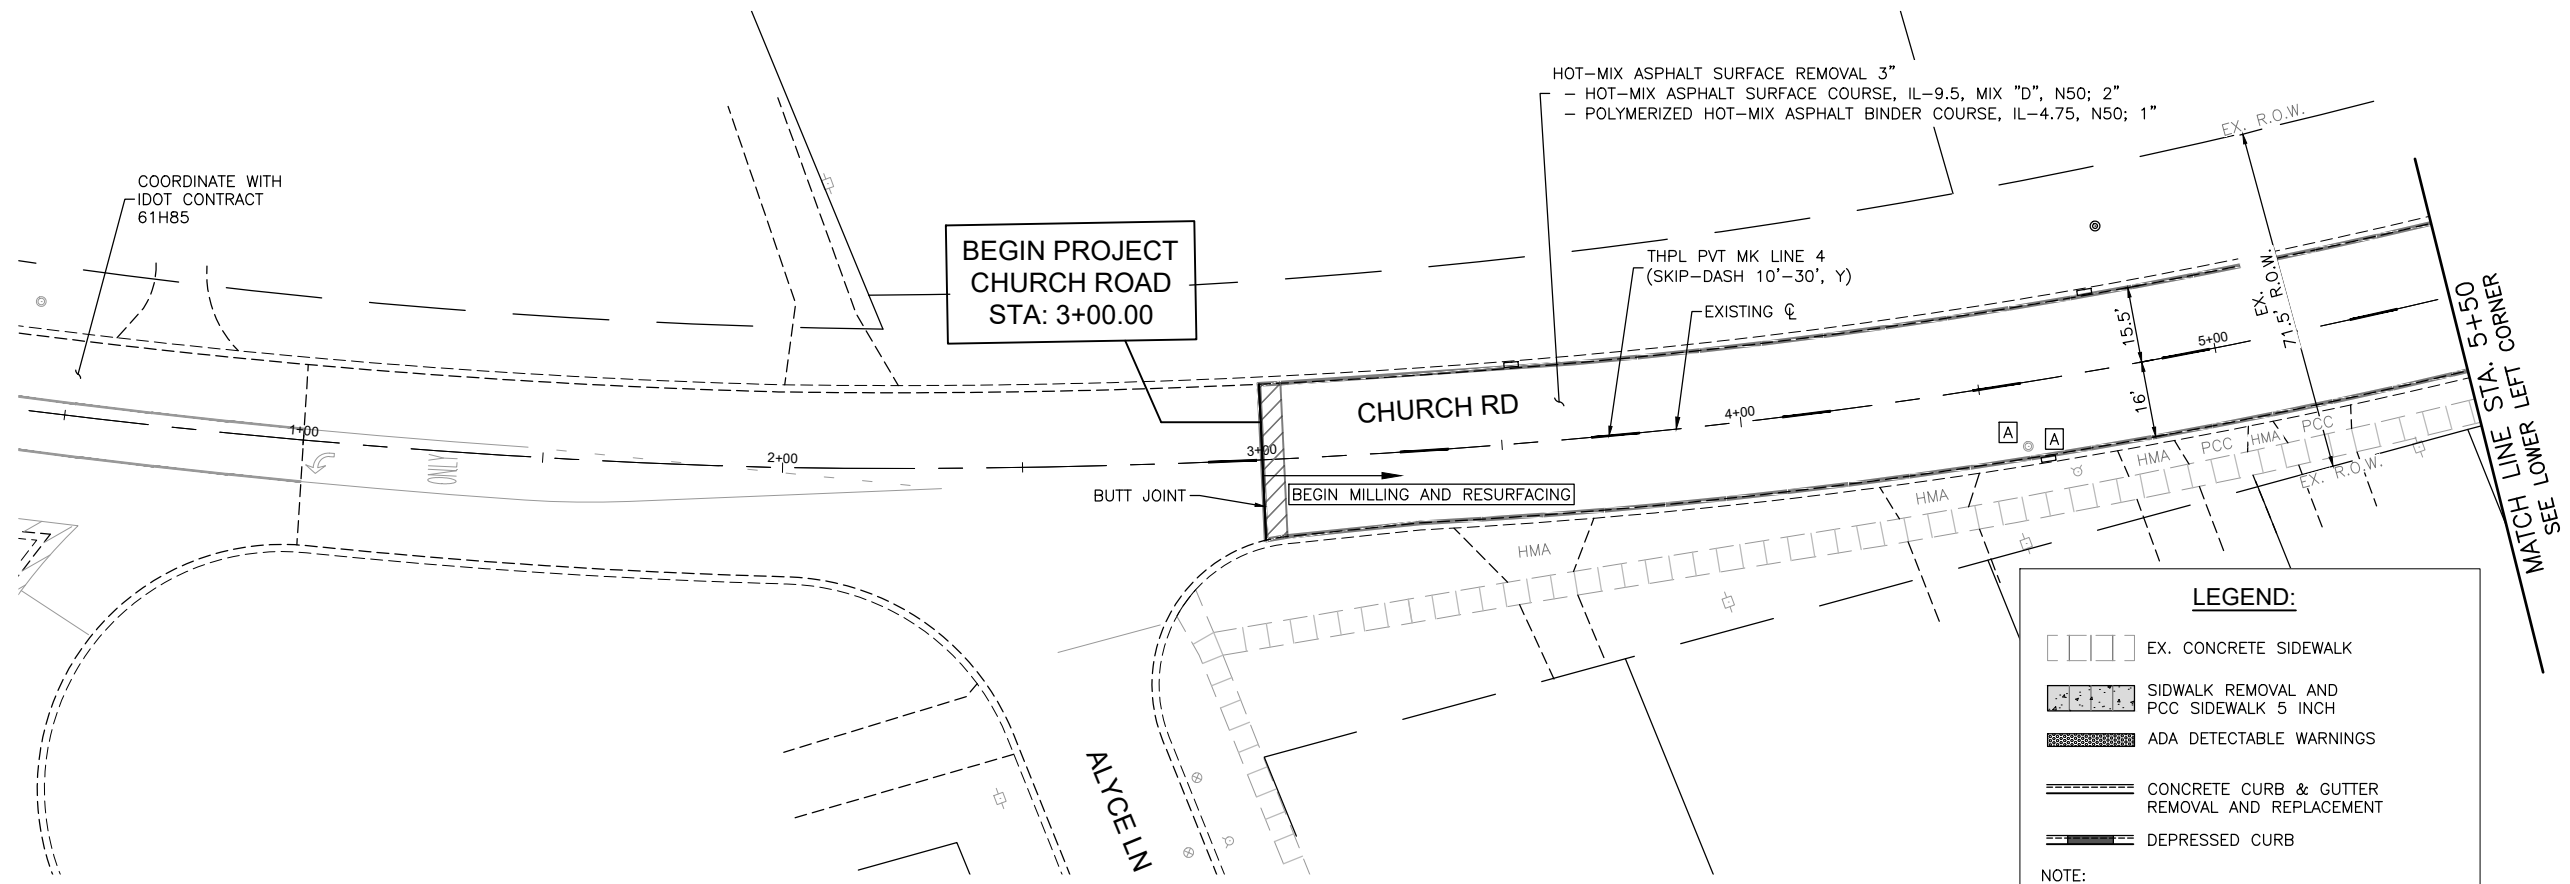 HOT-MIX ASPHALT SURFACE REMOVAL 3"
- HOT-MIX ASPHALT SURFACE COURSE, IL-9.5, MIX "D", N50; 2"
- POLYMERIZED HOT-MIX ASPHALT BINDER COURSE, IL-4.75, N50; 1"
EX. R.O.W.
COORDINATE WITH
IDOT CONTRACT
61H85
BEGIN PROJECT
CHURCH ROAD
STA: 3+00.00
THPL PVT MK LINE 4
(SKIP-DASH 10'-30', Y)
EXISTING ℄
EX.
71.5' R.O.W.
15.5'
16'
MATCH LINE STA. 5+50
SEE LOWER LEFT CORNER
CHURCH RD
1+00
2+00
3+00
4+00
5+00
ONLY
A
A
BUTT JOINT
BEGIN MILLING AND RESURFACING
HMA
HMA
HMA
PCC
HMA
PCC
EX. R.O.W.
ALYCE LN
LEGEND:
EX. CONCRETE SIDEWALK
SIDWALK REMOVAL AND
PCC SIDEWALK 5 INCH
ADA DETECTABLE WARNINGS
CONCRETE CURB & GUTTER
REMOVAL AND REPLACEMENT
DEPRESSED CURB
NOTE: